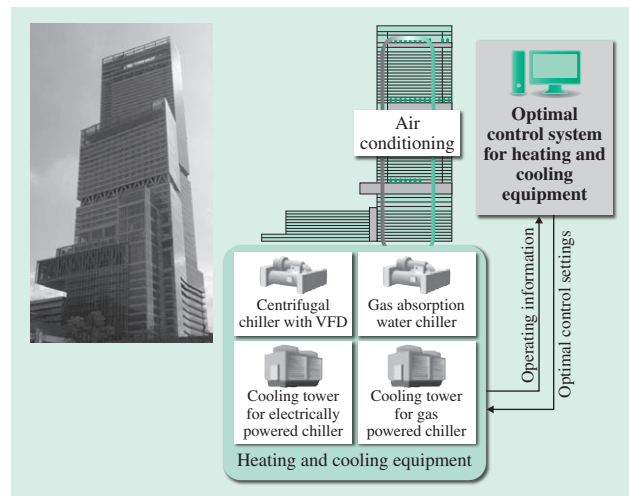 Air
conditioning
Optimal
control system
for heating and
cooling
equipment
Operating information
Optimal control settings
Centrifugal
chiller with VFD
Gas absorption
water chiller
Cooling tower
for electrically
powered chiller
Cooling tower
for gas
powered chiller
Heating and cooling equipment